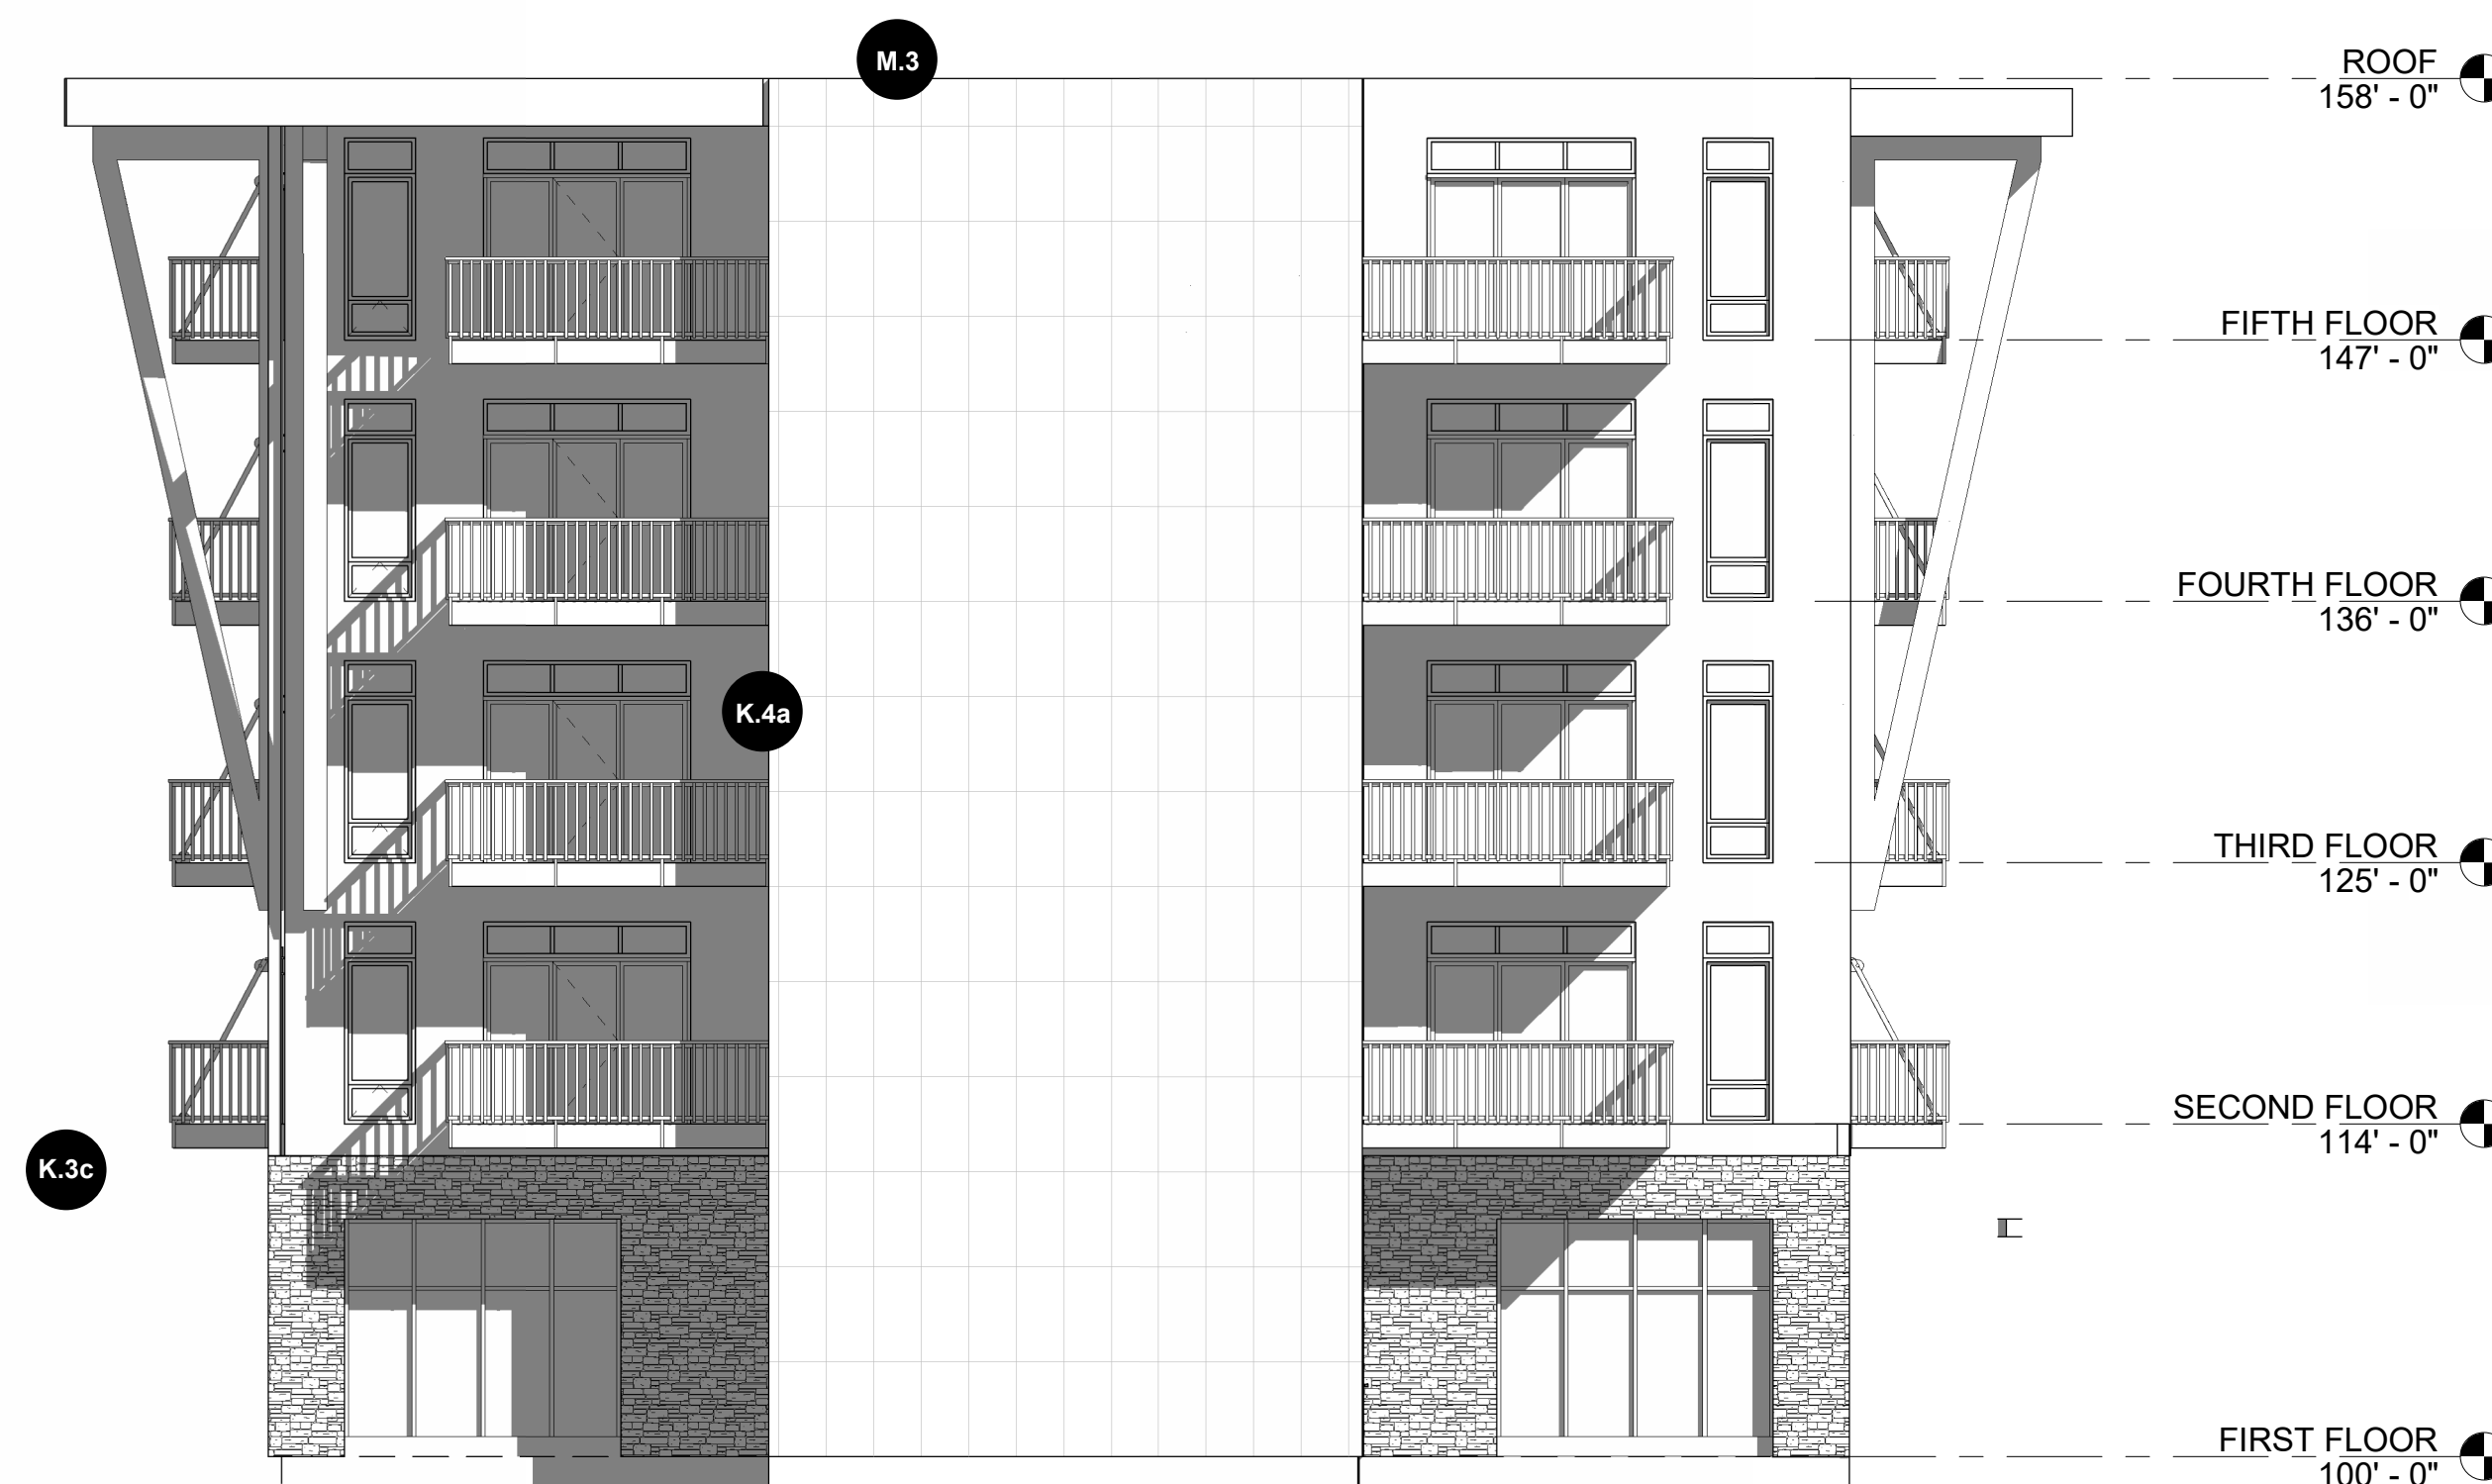 M.3
ROOF
158' - 0"
FIFTH FLOOR
147' - 0"
FOURTH FLOOR
136' - 0"
K.4a
THIRD FLOOR
125' - 0"
SECOND FLOOR
114' - 0"
K.3c
FIRST FLOOR
100' - 0"